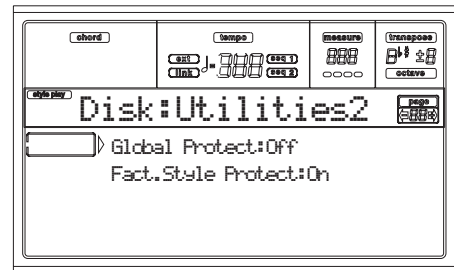 chord
tempo
measure
transpose
ext
seq 1
link
seq 2
octave
style play
Disk:Utilities2
page
Global Protect:Off
Fact.Style Protect:On